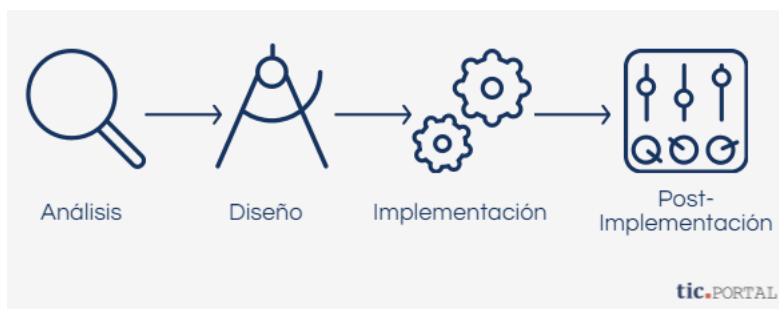 Análisis
Diseño
Implementación
Post-
Implementación
tic.PORTAL